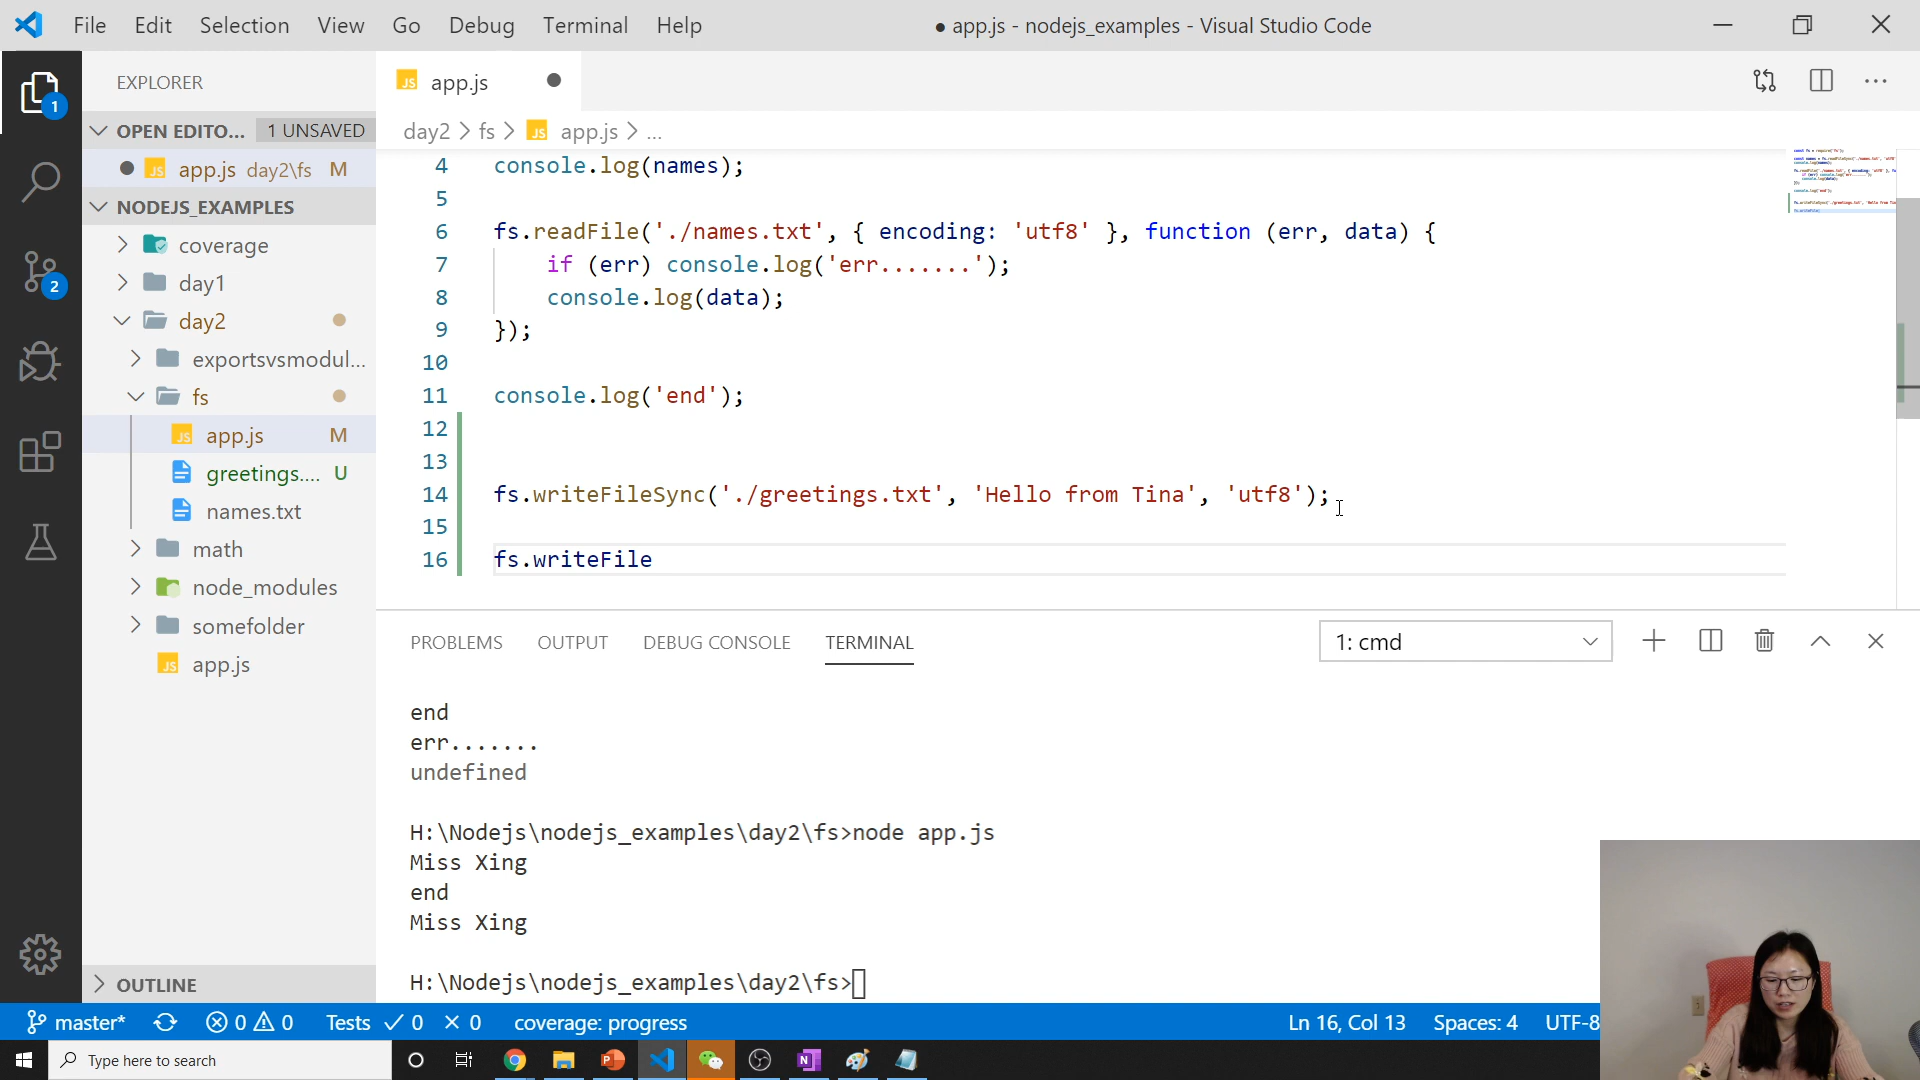 File Edit Selection View Go Debug Terminal Help
● app.js - nodejs_examples - Visual Studio Code
EXPLORER
OPEN EDITO... 1 UNSAVED
app.js day2\fs M
NODEJS_EXAMPLES
coverage
day1
day2
exportsvsmodul...
fs
app.js M
greetings.... U
names.txt
math
node_modules
somefolder
app.js
OUTLINE
1
2
JS app.js
day2 > fs > JS app.js > ...
4 console.log(names);
5
6 fs.readFile('./names.txt', { encoding: 'utf8' }, function (err, data) {
7 if (err) console.log('err.......');
8 console.log(data);
9 });
10
11 console.log('end');
12
13
14 fs.writeFileSync('./greetings.txt', 'Hello from Tina', 'utf8');
15
16 fs.writeFile
PROBLEMS OUTPUT DEBUG CONSOLE TERMINAL 1: cmd
end
err.......
undefined
H:\Nodejs\nodejs_examples\day2\fs>node app.js
Miss Xing
end
Miss Xing
H:\Nodejs\nodejs_examples\day2\fs>
master* 0 0 Tests 0 0 coverage: progress Ln 16, Col 13 Spaces: 4 UTF-8
Type here to search